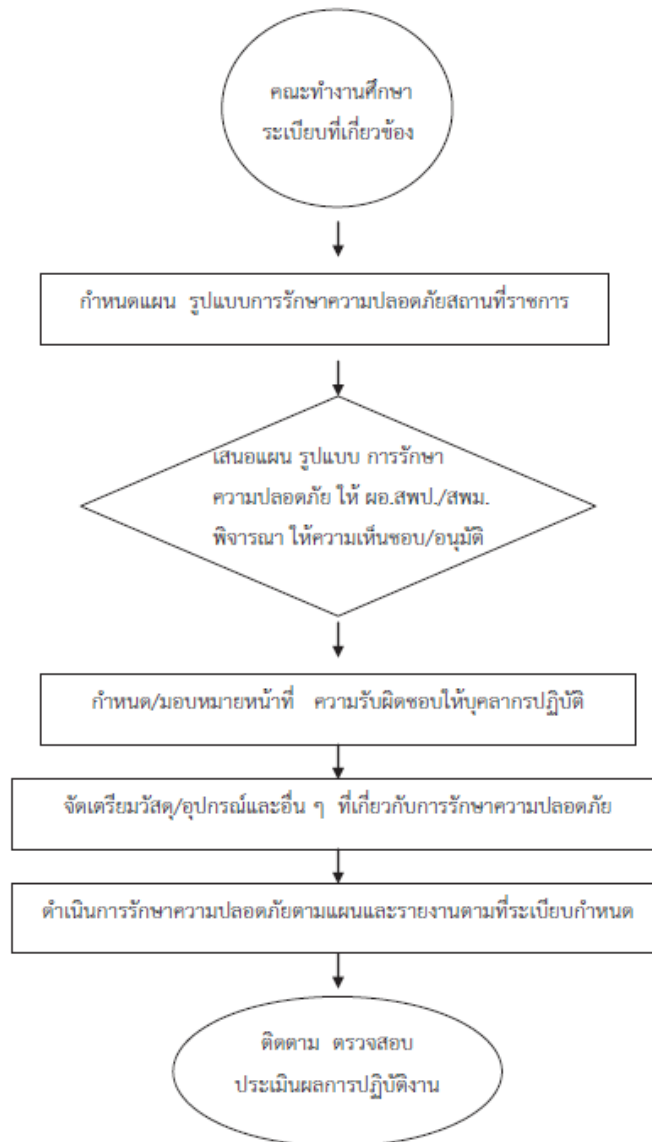 คณะทำงานศึกษา
ระเบียบที่เกี่ยวข้อง
กำหนดแผน รูปแบบการรักษาความปลอดภัยสถานที่ราชการ
เสนอแผน รูปแบบ การรักษา
ความปลอดภัย ให้ ผอ.สพป./สพม.
พิจารณา ให้ความเห็นชอบ/อนุมัติ
กำหนด/มอบหมายหน้าที่ ความรับผิดชอบให้บุคลากรปฏิบัติ
จัดเตรียมวัสดุ/อุปกรณ์และอื่น ๆ ที่เกี่ยวกับการรักษาความปลอดภัย
ดำเนินการรักษาความปลอดภัยตามแผนและรายงานตามที่ระเบียบกำหนด
ติดตาม ตรวจสอบ
ประเมินผลการปฏิบัติงาน